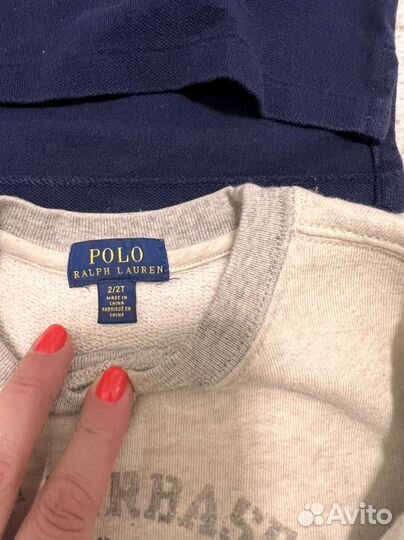 POLO
RALPH LAUREN
2/2T
MADE IN
CHINA
FABRIQUÉ EN
CHINE
Avito